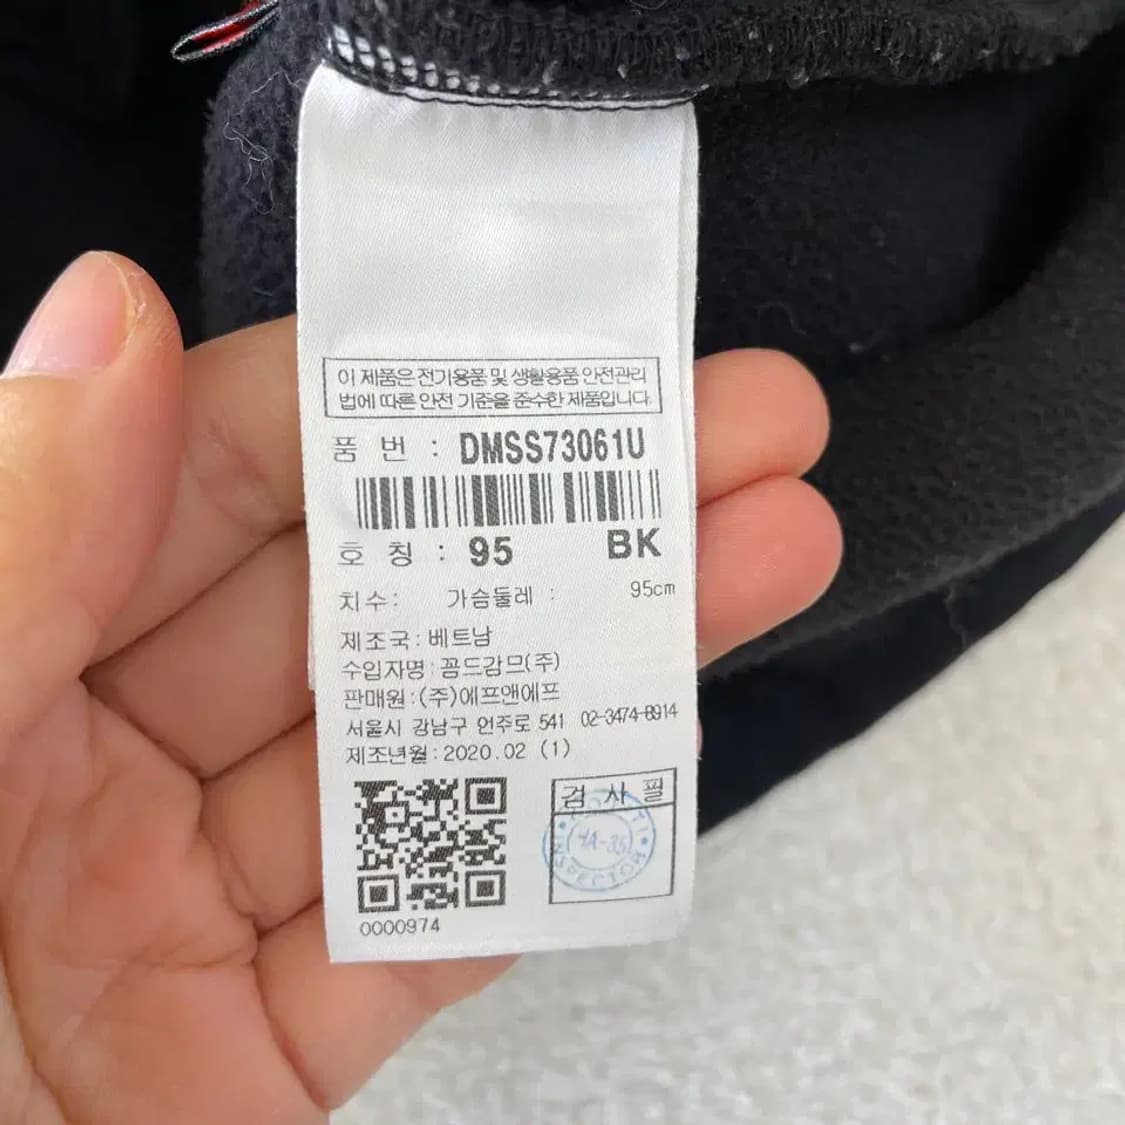 이 제품은 전기용품 및 생활용품 안전관리
법에 따른 안전 기준을 준수한 제품입니다.
품 번 : DMSS73061U
호 칭 : 95 BK
치수: 가슴둘레 : 95cm
제조국:베트남
수입자명:꼼드감므(주)
판매원:(주)에프앤에프
서울시 강남구 언주로 541 02-3474-8914
제조년월:2020.02 (1)
검 사 필
INSPECTOR
0000974